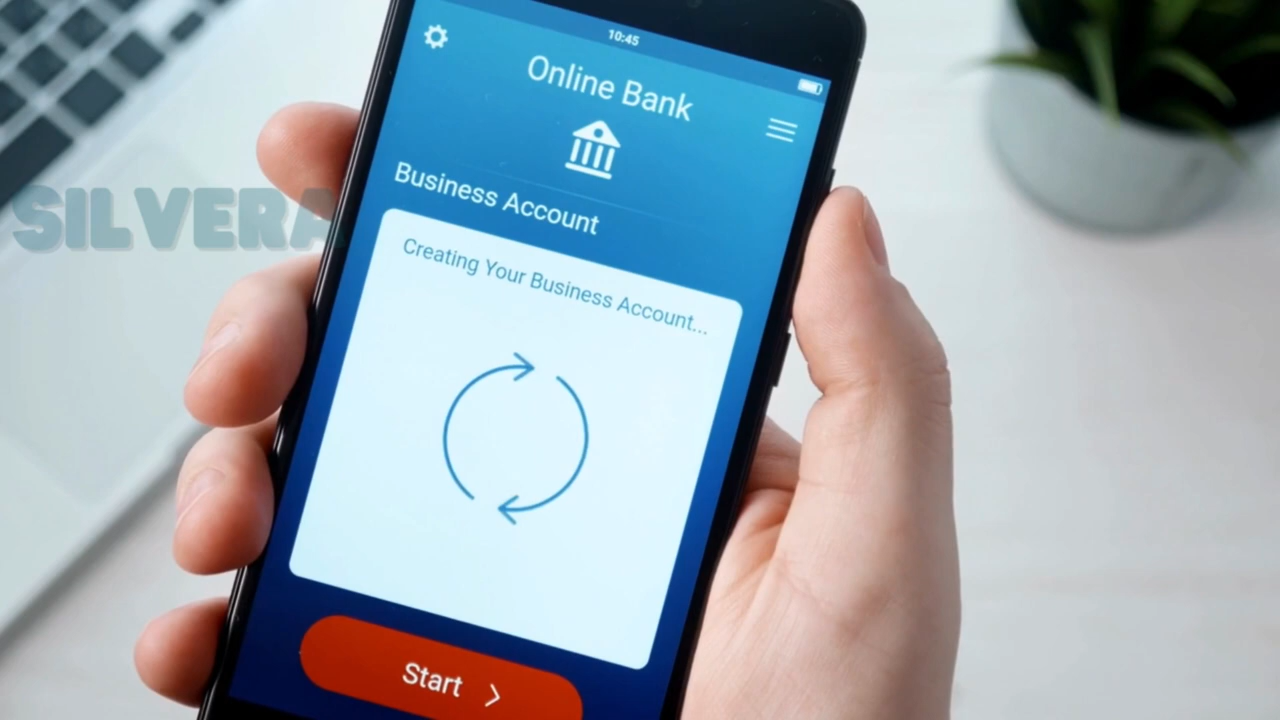 10:45
Online Bank
Business Account
SILVERA
Creating Your Business Account...
Start